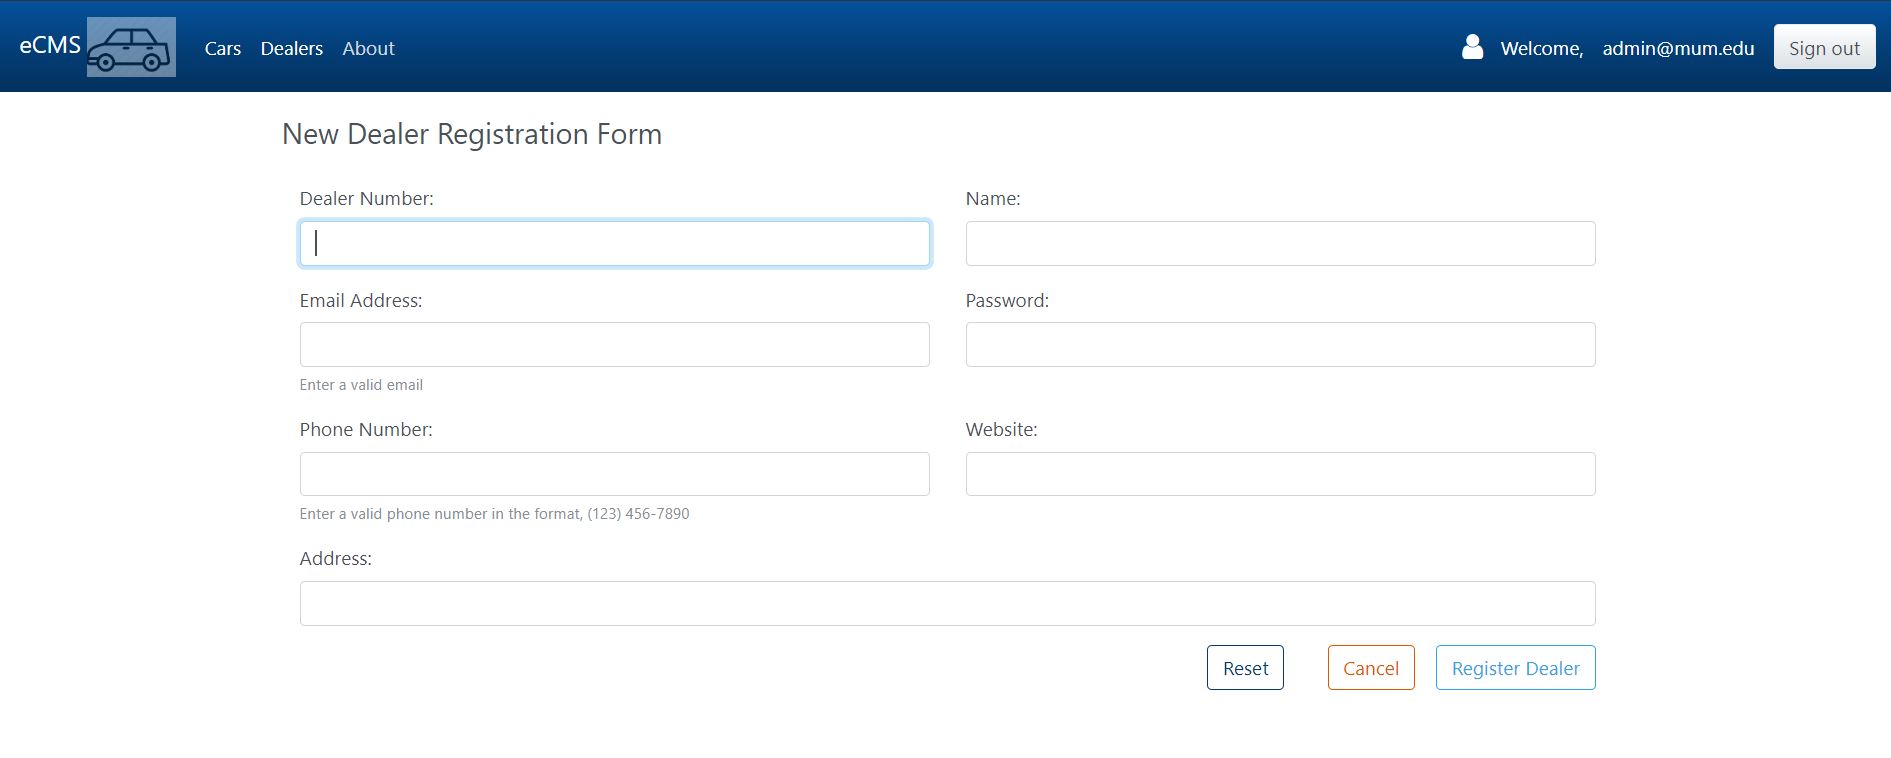 eCMS Cars Dealers About Welcome, admin@mum.edu Sign out
New Dealer Registration Form
Dealer Number: Name:
Email Address: Password:
Enter a valid email
Phone Number: Website:
Enter a valid phone number in the format, (123) 456-7890
Address:
Reset Cancel Register Dealer